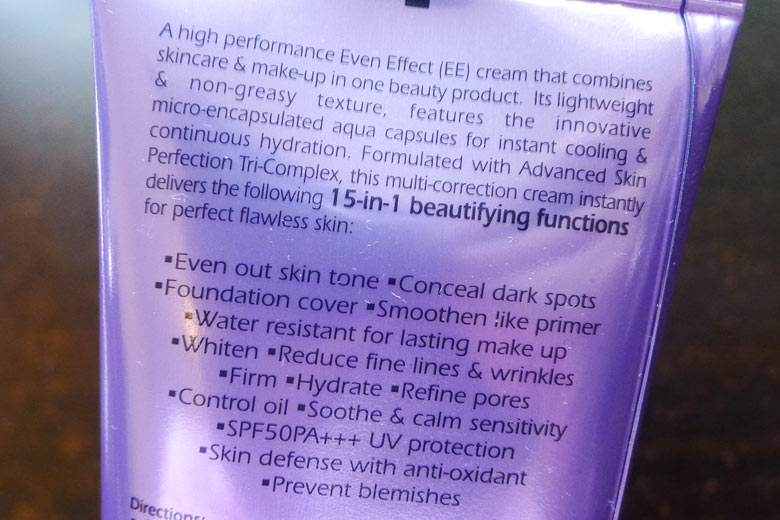 A high performance Even Effect (EE) cream that combines
skincare & make-up in one beauty product. Its lightweight
& non-greasy texture, features the innovative
micro-encapsulated aqua capsules for instant cooling &
continuous hydration. Formulated with Advanced Skin
Perfection Tri-Complex, this multi-correction cream instantly
delivers the following 15-in-1 beautifying functions
for perfect flawless skin:
▪Even out skin tone ▪Conceal dark spots
▪Foundation cover ▪Smoothen like primer
▪Water resistant for lasting make up
▪Whiten ▪Reduce fine lines & wrinkles
▪Firm ▪Hydrate ▪Refine pores
▪Control oil ▪Soothe & calm sensitivity
▪SPF50PA+++ UV protection
▪Skin defense with anti-oxidant
▪Prevent blemishes
Directions: